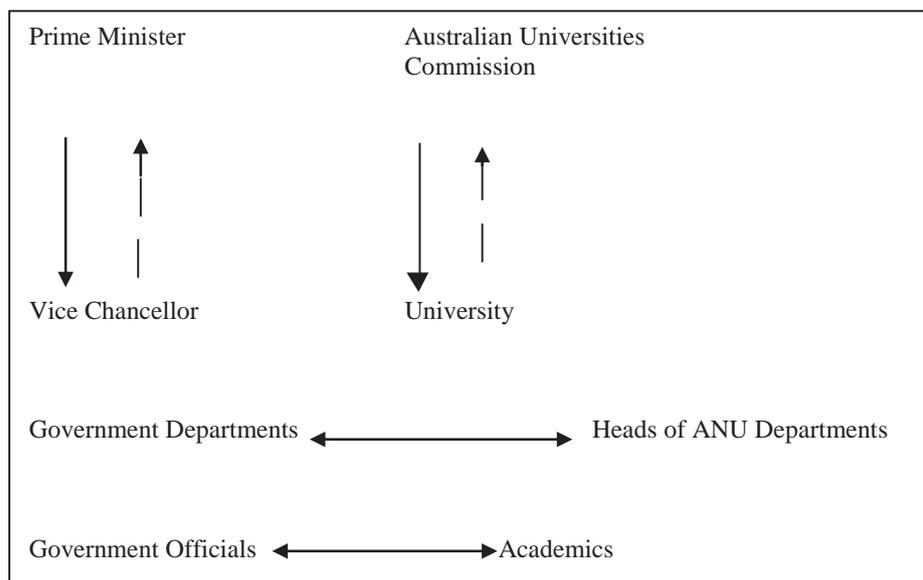 Prime Minister
Australian Universities
Commission
Vice Chancellor
University
Government Departments
Heads of ANU Departments
Government Officials
Academics